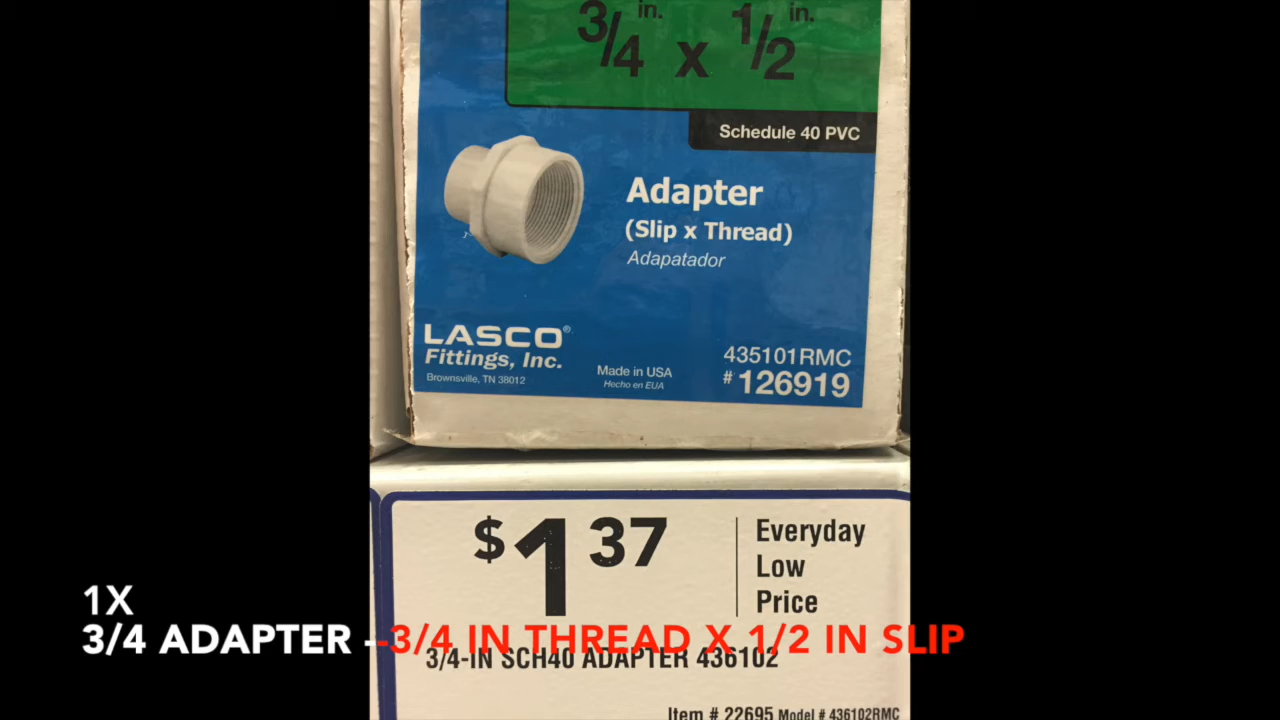 3/4 in. x 1/2 in.
Schedule 40 PVC
Adapter
(Slip x Thread)
Adapatador
LASCO®
Fittings, Inc.
Brownsville, TN 38012
Made in USA
Hecho en EUA
435101RMC
# 126919
$1 37
Everyday
Low
Price
1X
3/4 ADAPTER --3/4 IN THREAD X 1/2 IN SLIP
3/4-IN SCH40 ADAPTER 436102
Item # 22695 Model # 436102RMC